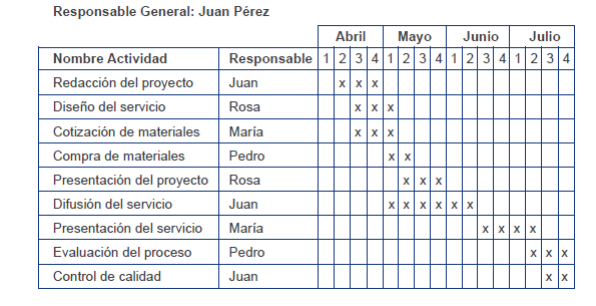 Responsable General: Juan Pérez
Abril Mayo Junio Julio
Nombre Actividad Responsable 1 2 3 4 1 2 3 4 1 2 3 4 1 2 3 4
Redacción del proyecto Juan x x x
Diseño del servicio Rosa x x x
Cotización de materiales María x x x
Compra de materiales Pedro x x
Presentación del proyecto Rosa x x x
Difusión del servicio Juan x x x x x x
Presentación del servicio María x x x x
Evaluación del proceso Pedro x x x
Control de calidad Juan x x